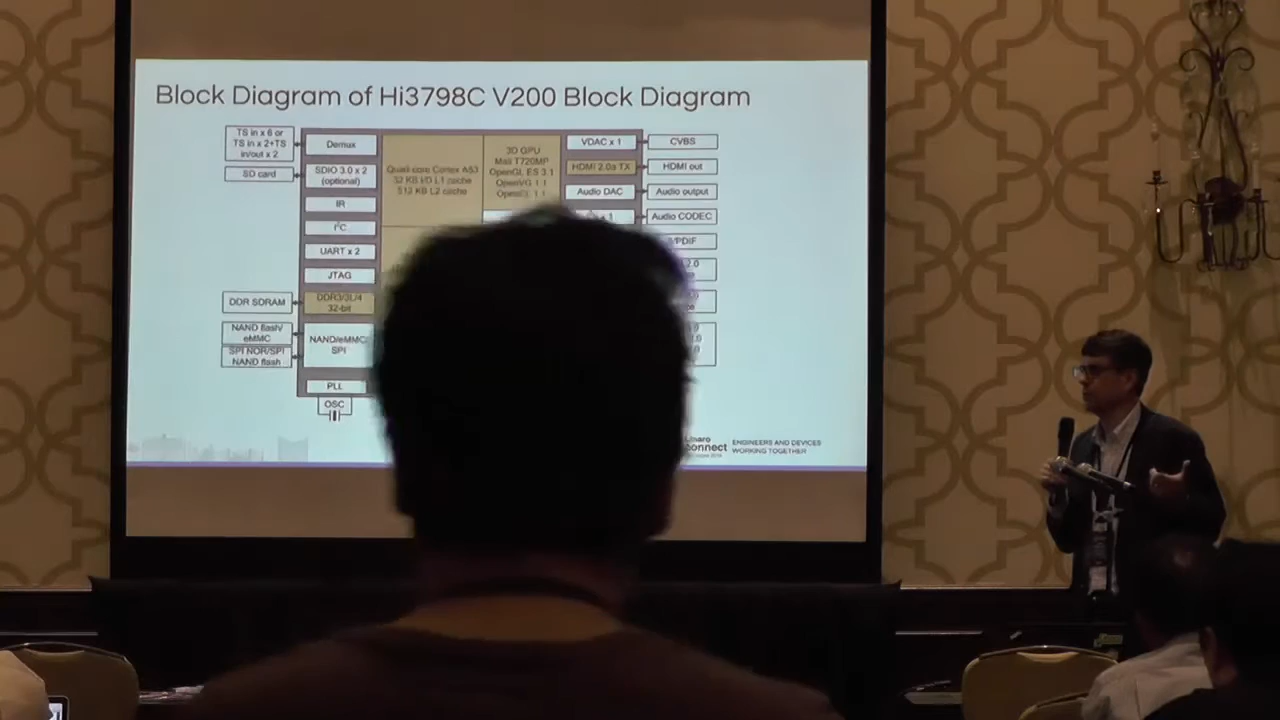 Block Diagram of Hi3798C V200 Block Diagram
TS in x 6 or
TS in x 2+TS
in/out x 2
SD card
DDR SDRAM
NAND flash/
eMMC
SPI NOR/SPI
NAND flash
Demux
SDIO 3.0 x 2
(optional)
IR
I²C
UART x 2
JTAG
DDR3/3L/4
32-bit
NAND/eMMC/
SPI
PLL
OSC
Quad-core Cortex A53
32 KB I/D L1 cache
512 KB L2 cache
3D GPU
Mali T720MP
OpenGL ES 3.1
OpenVG 1.1
VDAC x 1
HDMI 2.0a TX
Audio DAC
x 1
CVBS
HDMI out
Audio output
Audio CODEC
/PDIF
2.0
Linaro
connect
ENGINEERS AND DEVICES
WORKING TOGETHER